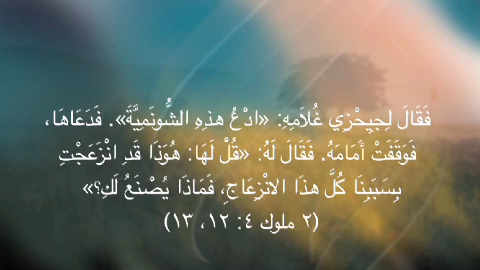 فَقَالَ لِجِيحْزِي غُلَامِهِ: «ادْعُ هذِهِ الشُّونَمِيَّةَ». فَدَعَاهَا،
فَوَقَفَتْ أَمَامَهُ. فَقَالَ لَهُ: «قُلْ لَهَا: هُوَذَا قَدِ انْزَعَجْتِ
بِسَبَبِنَا كُلَّ هذَا الانْزِعَاجِ، فَمَاذَا يُصْنَعُ لَكِ؟»
(٢ ملوك ٤: ١٢، ١٣)